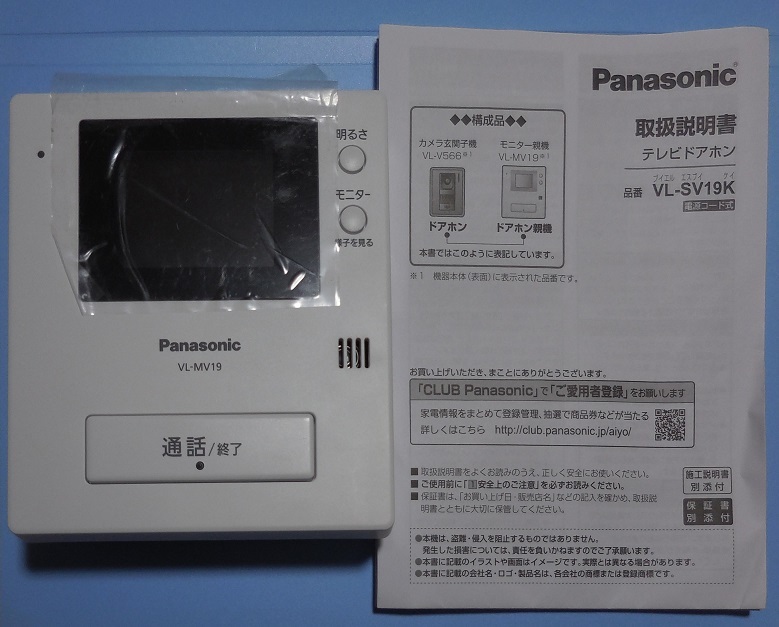 明るさ
モニター
様子を見る
Panasonic
VL-MV19
通話/終了
Panasonic®
取扱説明書
テレビドアホン
ブイエル エスブイ ケイ
品番 VL-SV19K
電源コード式
◆◆構成品◆◆
カメラ玄関子機 モニター親機
VL-V566※1 VL-MV19※1
ドアホン ドアホン親機
本書ではこのように表記しています。
※1 機器本体(表面)に表示された品番です。
お買い上げいただき、まことにありがとうございます。
「CLUB Panasonic」で「ご愛用者登録」をお願いします
家電情報をまとめて登録管理、抽選で商品券などが当たる
詳しくはこちら http://club.panasonic.jp/aiyo/
■取扱説明書をよくお読みのうえ、正しく安全にお使いください。
■ご使用前に「安全上のご注意」を必ずお読みください。
■保証書は、「お買い上げ日・販売店名」などの記入を確かめ、取扱説
明書とともに大切に保管してください。
施工説明書
別添付
保証書
別添付
●本機は、盗難・侵入を阻止するものではありません。
発生した損害については、責任を負いかねますのでご了承願います。
●本書に記載のイラストや画面はイメージです。実際とは異なる場合があります。
●本書に記載の会社名・ロゴ・製品名は、各会社の商標または登録商標です。